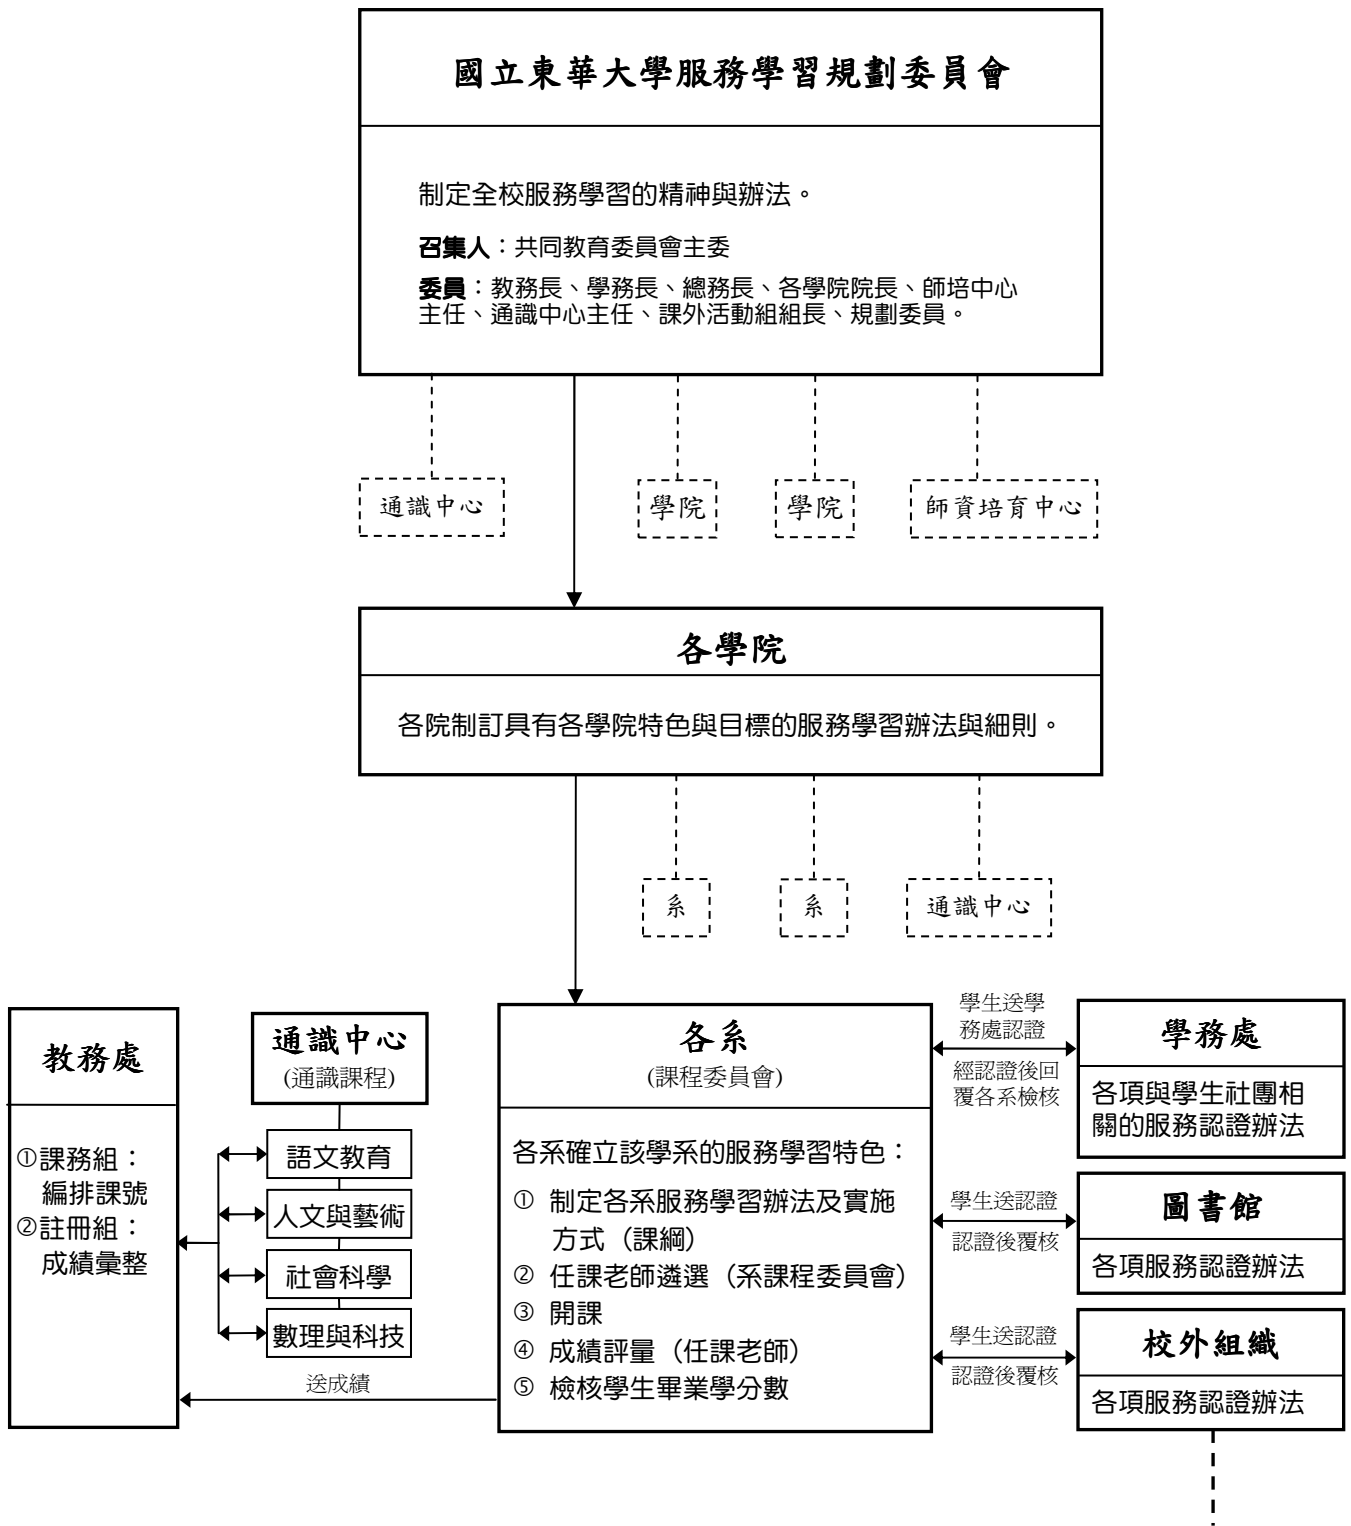 國立東華大學服務學習規劃委員會
制定全校服務學習的精神與辦法。
召集人：共同教育委員會主委
委員：教務長、學務長、總務長、各學院院長、師培中心
主任、通識中心主任、課外活動組組長、規劃委員。
通識中心
學院
學院
師資培育中心
各學院
各院制訂具有各學院特色與目標的服務學習辦法與細則。
系
系
通識中心
教務處
①課務組：
編排課號
②註冊組：
成績彙整
通識中心
(通識課程)
語文教育
人文與藝術
社會科學
數理與科技
送成績
各系
(課程委員會)
各系確立該學系的服務學習特色：
① 制定各系服務學習辦法及實施
方式（課綱）
② 任課老師遴選（系課程委員會）
③ 開課
④ 成績評量（任課老師）
⑤ 檢核學生畢業學分數
學生送學
務處認證
經認證後回
覆各系檢核
學務處
各項與學生社團相
關的服務認證辦法
學生送認證
認證後覆核
圖書館
各項服務認證辦法
學生送認證
認證後覆核
校外組織
各項服務認證辦法